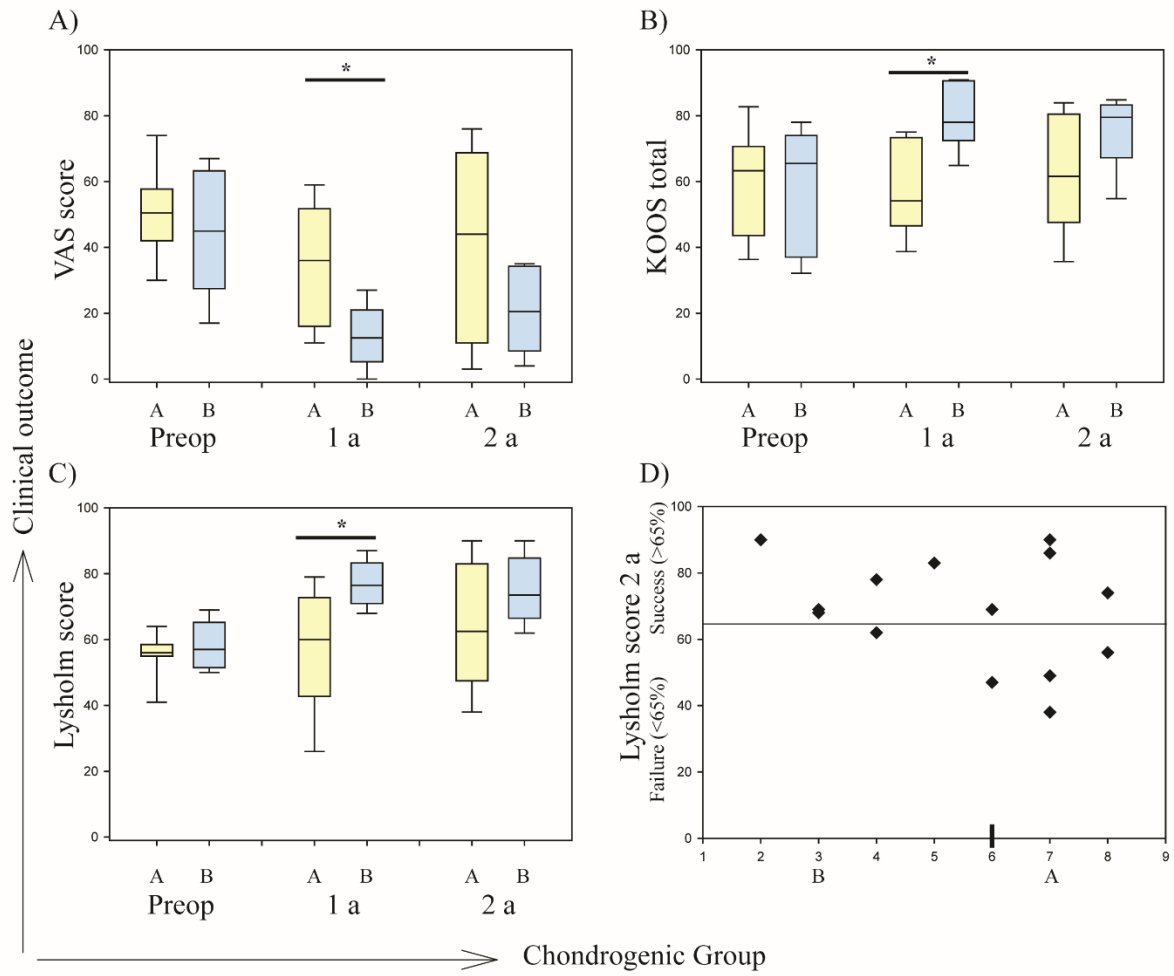 A)
VAS score
100
80
60
40
20
0
*
A B A B A B
Preop 1 a 2 a
B)
KOOS total
100
80
60
40
20
0
*
A B A B A B
Preop 1 a 2 a
C)
Lysholm score
100
80
60
40
20
0
*
A B A B A B
Preop 1 a 2 a
D)
Lysholm score 2 a
Failure (<65%) Success (>65%)
100
80
60
40
20
0
1 2 3 4 5 6 7 8 9
B A
Clinical outcome
Chondrogenic Group